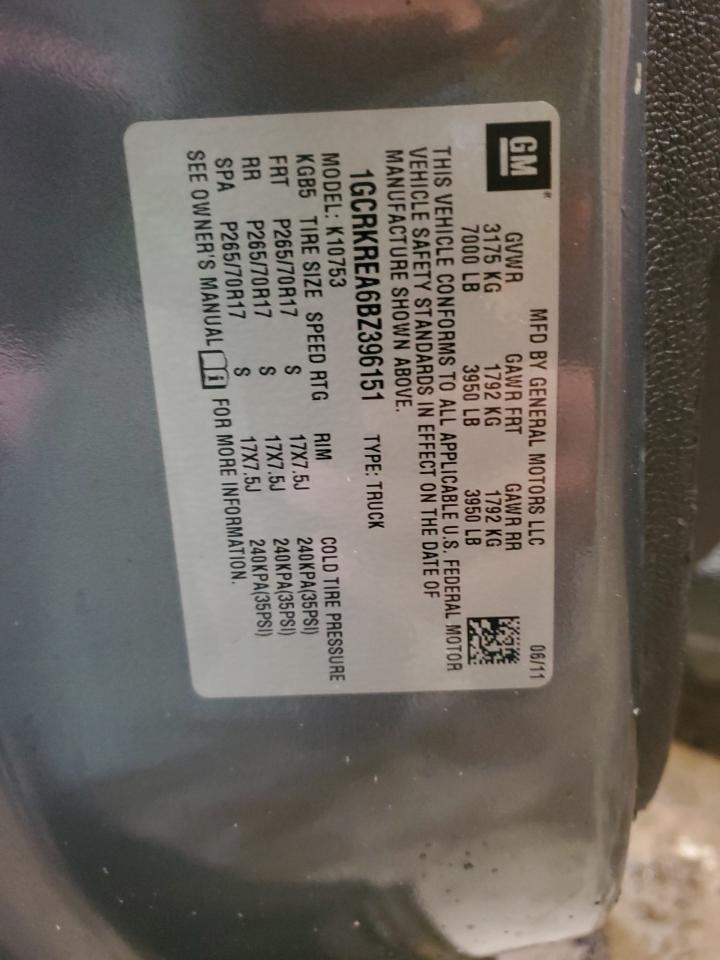 GM
MFD BY GENERAL MOTORS LLC 06/11
GVWR GAWR FRT GAWR RR
3175 KG 1792 KG 1792 KG
7000 LB 3950 LB 3950 LB
THIS VEHICLE CONFORMS TO ALL APPLICABLE U.S. FEDERAL MOTOR
VEHICLE SAFETY STANDARDS IN EFFECT ON THE DATE OF
MANUFACTURE SHOWN ABOVE.
1GCRKREA6BZ396151 TYPE: TRUCK
MODEL: K10753
KGB5 TIRE SIZE SPEED RTG RIM COLD TIRE PRESSURE
FRT P265/70R17 S 17X7.5J 240KPA(35PSI)
RR P265/70R17 S 17X7.5J 240KPA(35PSI)
SPA P265/70R17 S 17X7.5J 240KPA(35PSI)
SEE OWNER'S MANUAL FOR MORE INFORMATION.